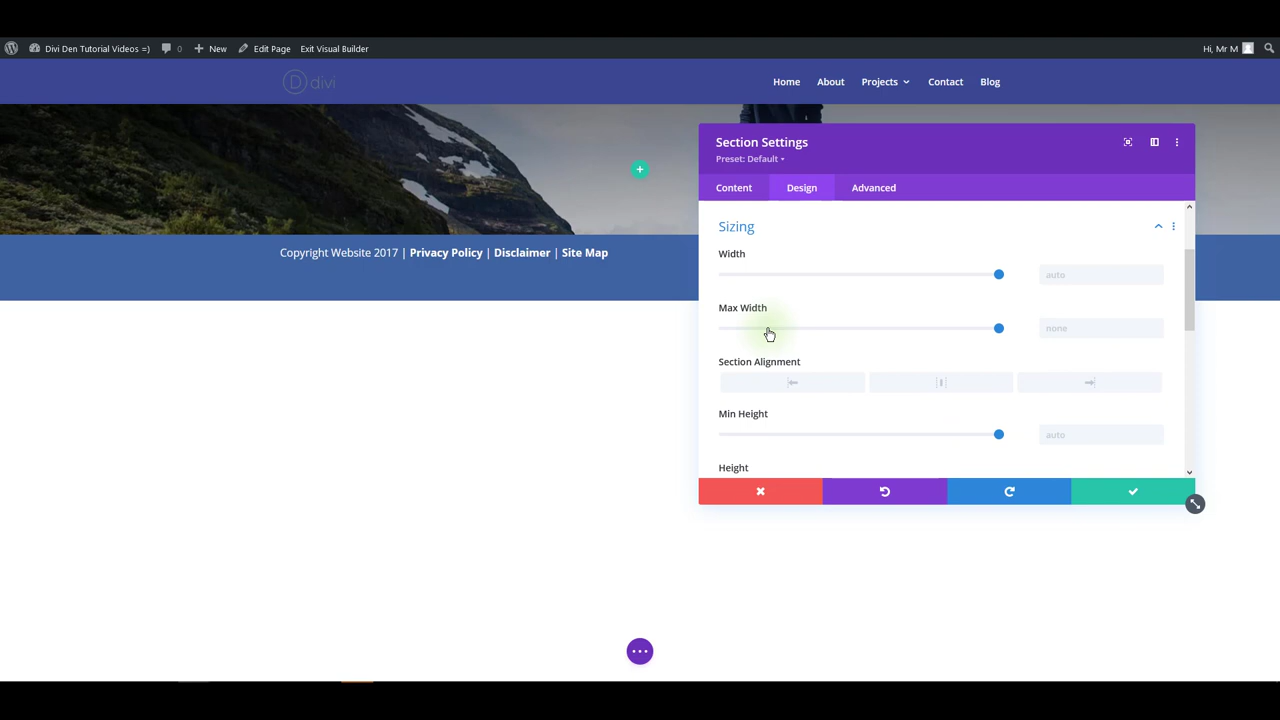 Divi Den Tutorial Videos =) 0 New Edit Page Exit Visual Builder Hi, Mr M
D divi Home About Projects Contact Blog
Section Settings
Preset: Default
Content Design Advanced
Sizing
Width
auto
Max Width
none
Section Alignment
Min Height
auto
Height
Copyright Website 2017 | Privacy Policy | Disclaimer | Site Map